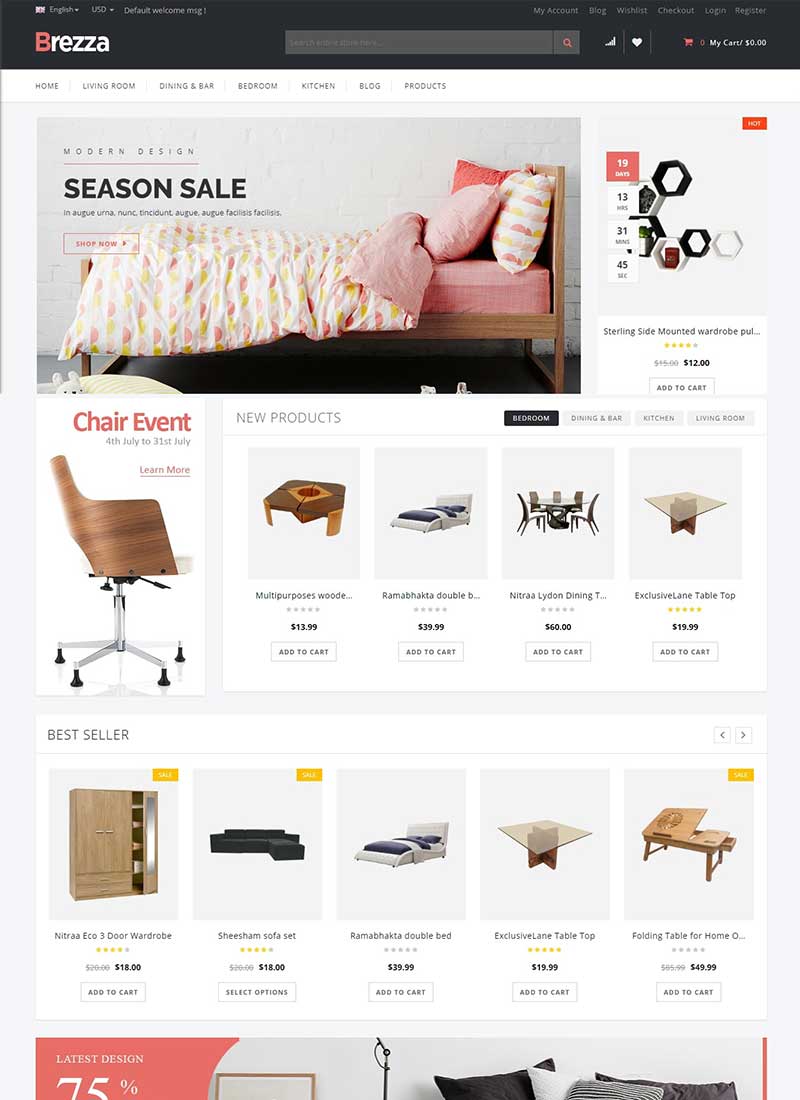 English USD Default welcome msg !
My Account Blog Wishlist Checkout Login Register
Brezza
Search entire store here...
0 My Cart/ $0.00
HOME LIVING ROOM DINING & BAR BEDROOM KITCHEN BLOG PRODUCTS
MODERN DESIGN
SEASON SALE
In augue urna, nunc, tincidunt, augue, augue facilisis facilisis.
SHOP NOW
HOT
19
DAYS
13
HRS
31
MINS
45
SEC
Sterling Side Mounted wardrobe pul...
$15.00 $12.00
ADD TO CART
Chair Event
4th July to 31st July
Learn More
NEW PRODUCTS
BEDROOM DINING & BAR KITCHEN LIVING ROOM
Multipurposes woode... Ramabhakta double b... Nitraa Lydon Dining T... ExclusiveLane Table Top
$13.99 $39.99 $60.00 $19.99
ADD TO CART ADD TO CART ADD TO CART ADD TO CART
BEST SELLER
SALE SALE SALE
Nitraa Eco 3 Door Wardrobe Sheesham sofa set Ramabhakta double bed ExclusiveLane Table Top Folding Table for Home O...
$20.00 $18.00 $20.00 $18.00 $39.99 $19.99 $85.99 $49.99
ADD TO CART SELECT OPTIONS ADD TO CART ADD TO CART ADD TO CART
LATEST DESIGN
75 %